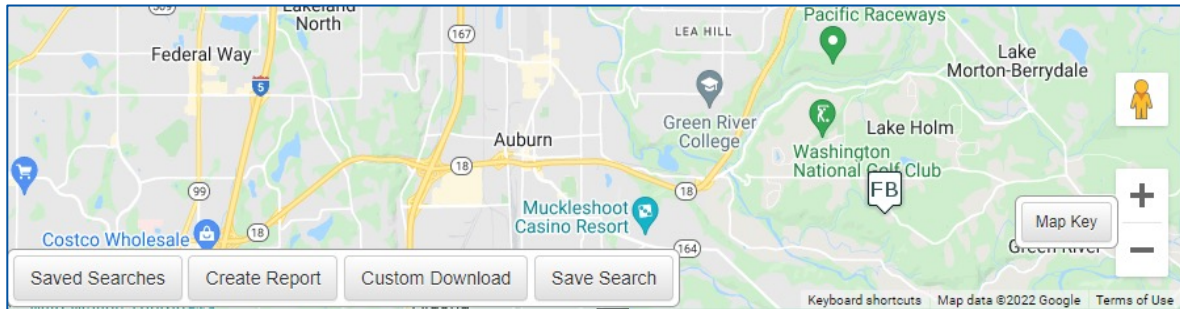 Lakeland
North
Pacific Raceways
167
LEA HILL
Lake
Morton-Berrydale
Federal Way
5
Green River
College
Auburn
Lake Holm
Washington
National Golf Club
18
99
18
FB
Muckleshoot
Casino Resort
Map Key
Costco Wholesale
18
164
Green River
Saved Searches
Create Report
Custom Download
Save Search
Keyboard shortcuts
Map data ©2022 Google
Terms of Use